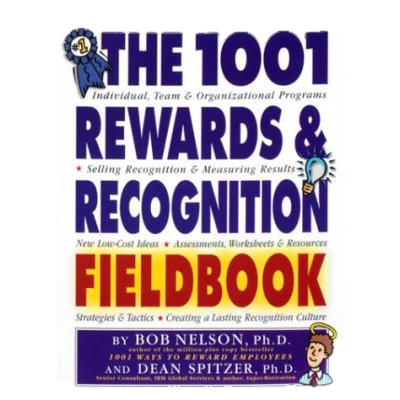 #1
THE 1001
Individual, Team & Organizational Programs
REWARDS &
★ Selling Recognition & Measuring Results
RECOGNITION
New Low-Cost Ideas ★ Assessments, Worksheets & Resources
FIELDBOOK
Strategies & Tactics ★ Creating a Lasting Recognition Culture
BY BOB NELSON, Ph.D.
author of the million-plus copy bestseller
1001 WAYS TO REWARD EMPLOYEES
AND DEAN SPITZER, Ph.D.
Senior Consultant, IBM Global Services & author, SuperMotivation